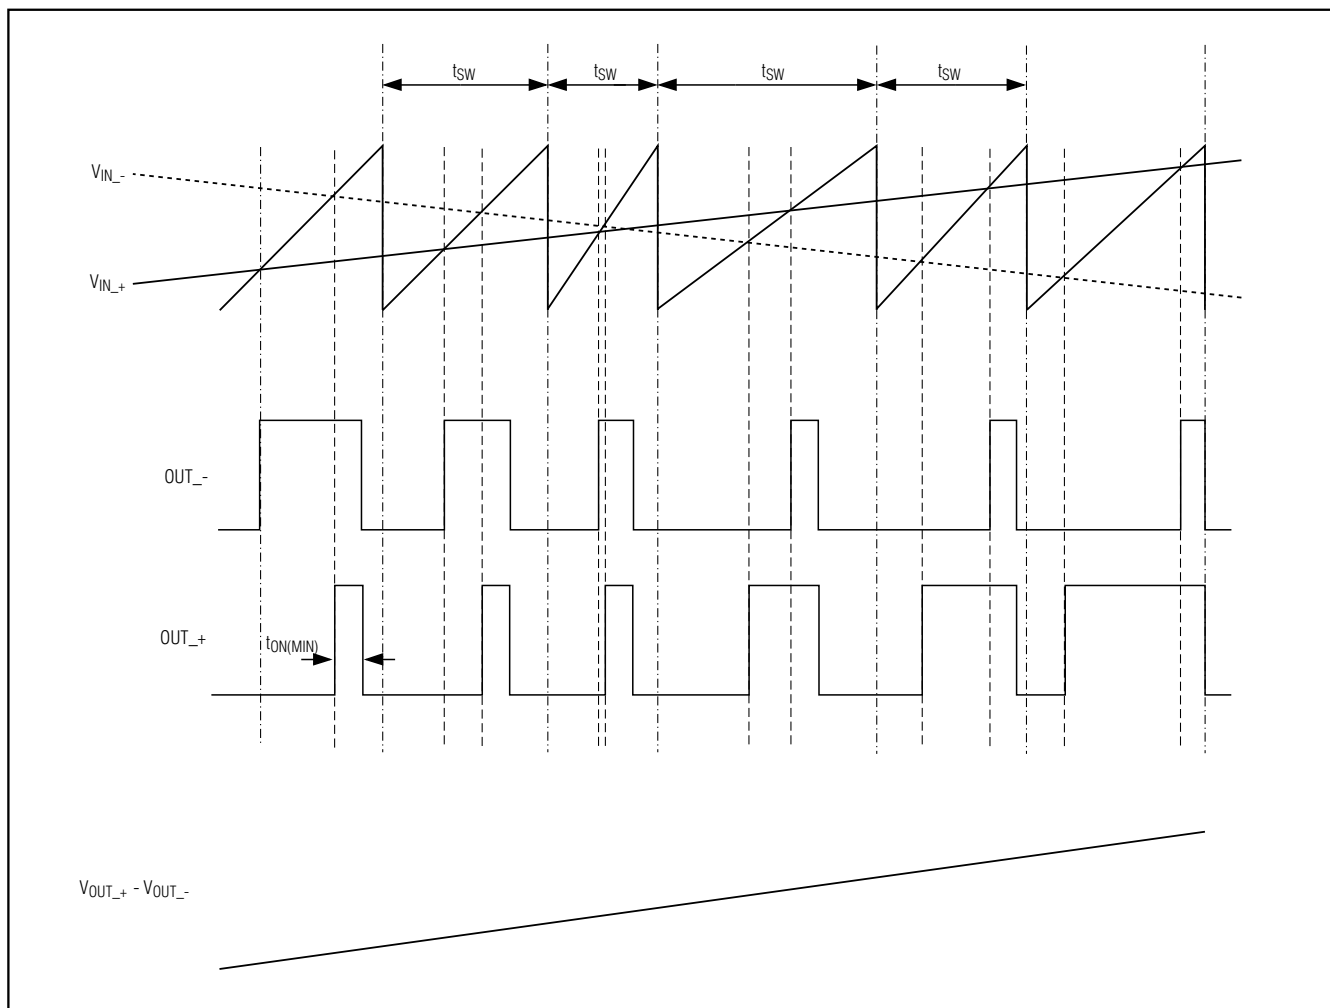 tSW tSW tSW tSW
VIN_-
VIN_+
OUT_-
OUT_+
tON(MIN)
VOUT_+ - VOUT_-